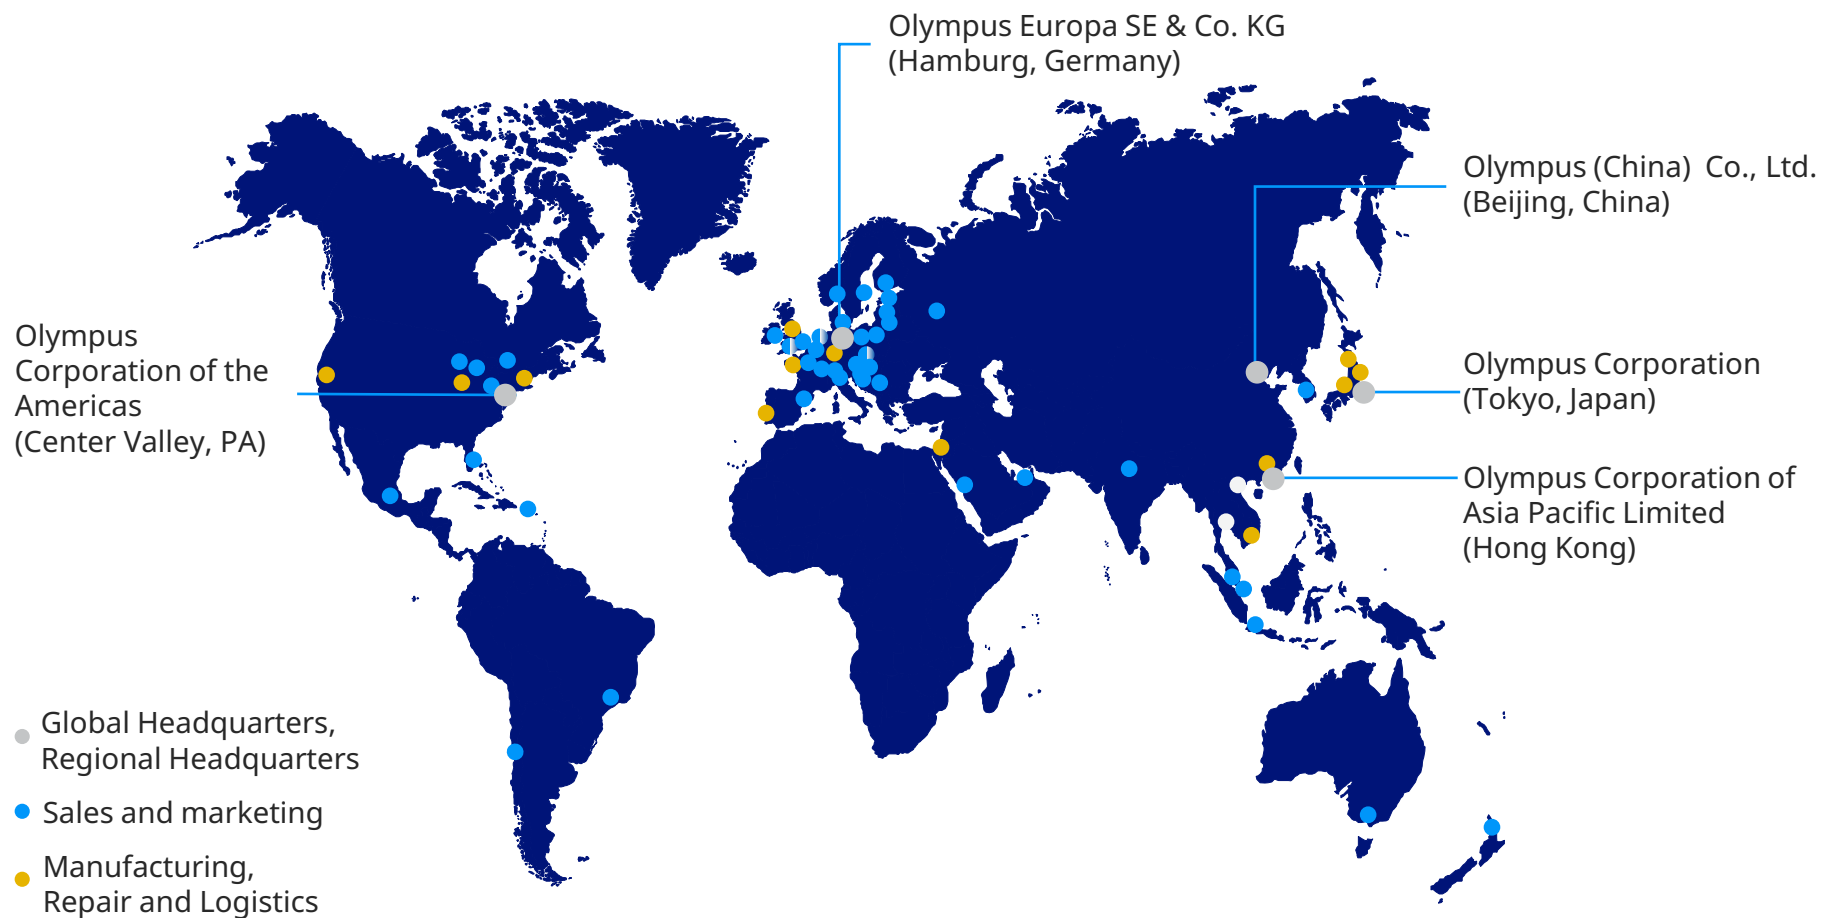 Olympus Europa SE & Co. KG
(Hamburg, Germany)
Olympus (China)  Co., Ltd.
(Beijing, China)
Olympus
Corporation of the
Americas
(Center Valley, PA)
Olympus Corporation
(Tokyo, Japan)
Olympus Corporation of
Asia Pacific Limited
(Hong Kong)
Global Headquarters,
Regional Headquarters
Sales and marketing
Manufacturing,
Repair and Logistics